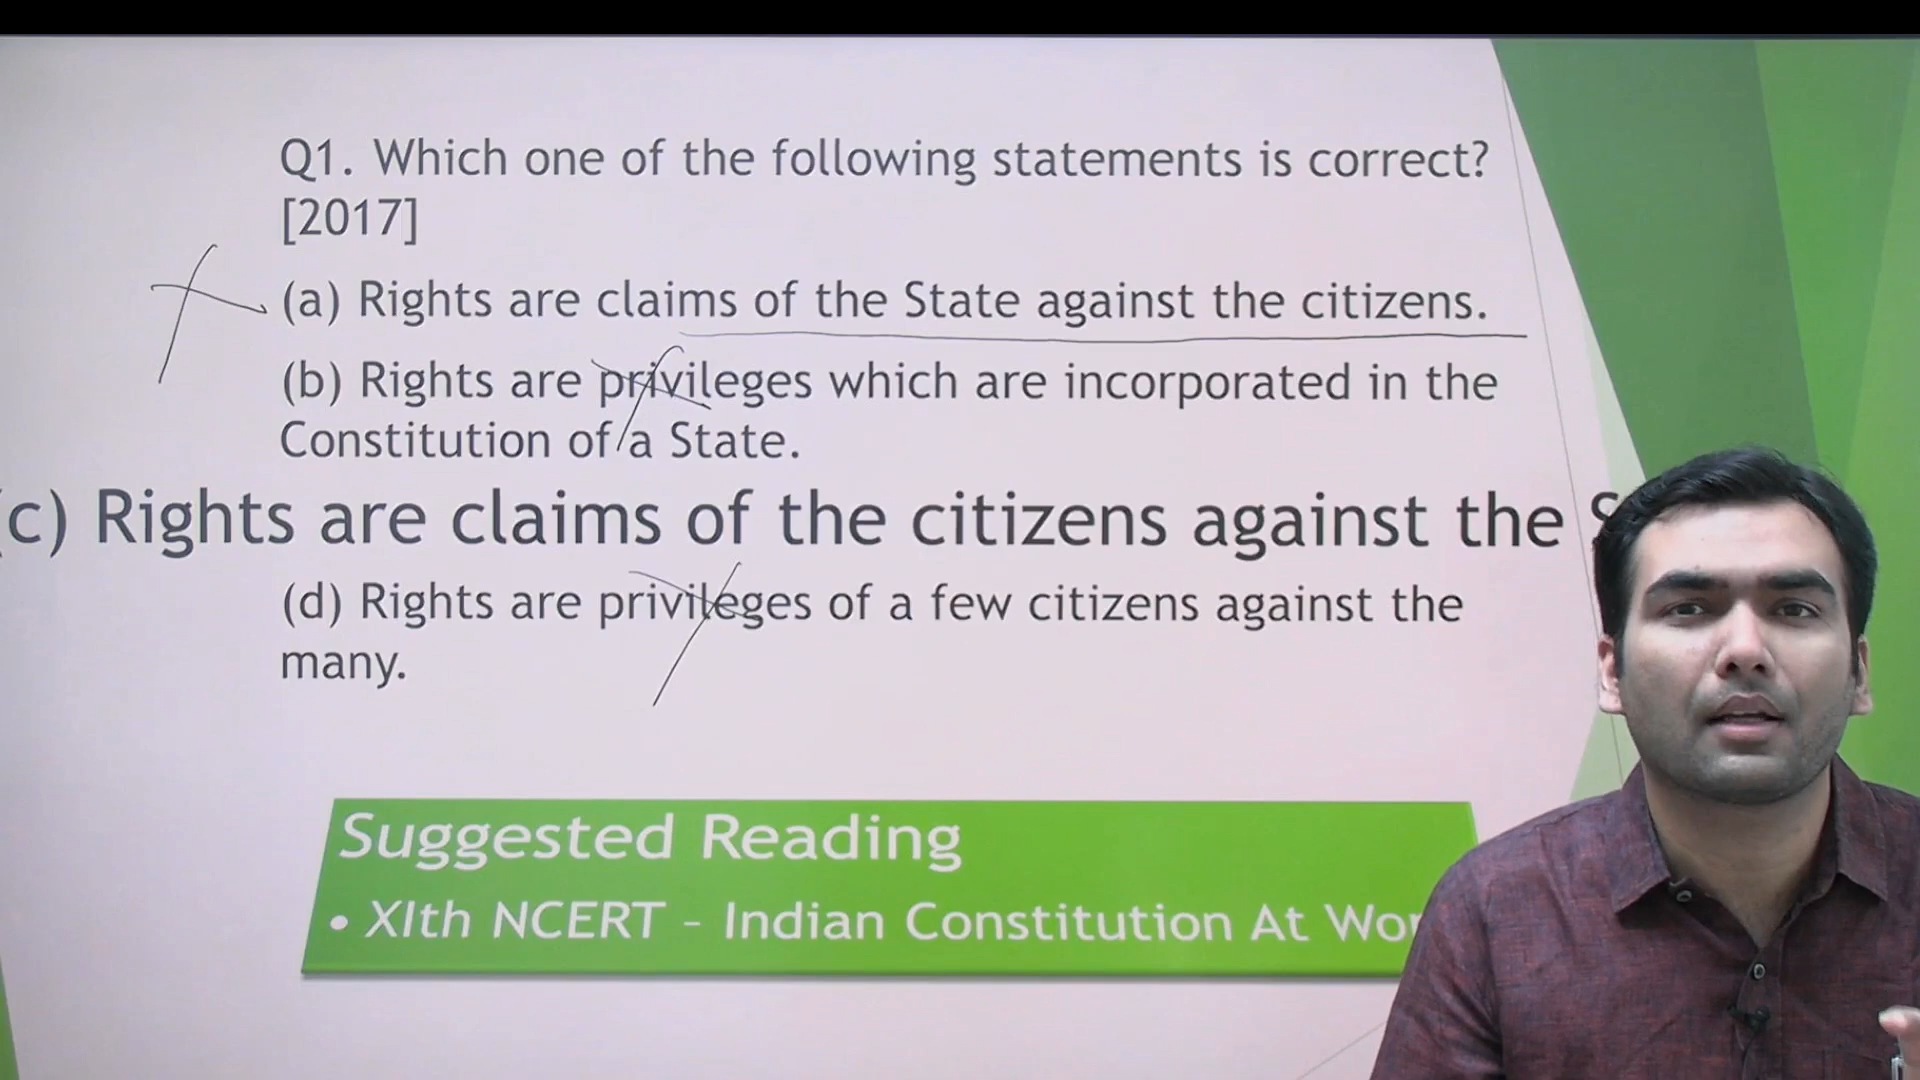 Q1. Which one of the following statements is correct?
[2017]
(a) Rights are claims of the State against the citizens.
(b) Rights are privileges which are incorporated in the
Constitution of a State.
(c) Rights are claims of the citizens against the
(d) Rights are privileges of a few citizens against the
many.
Suggested Reading
• XIth NCERT – Indian Constitution At